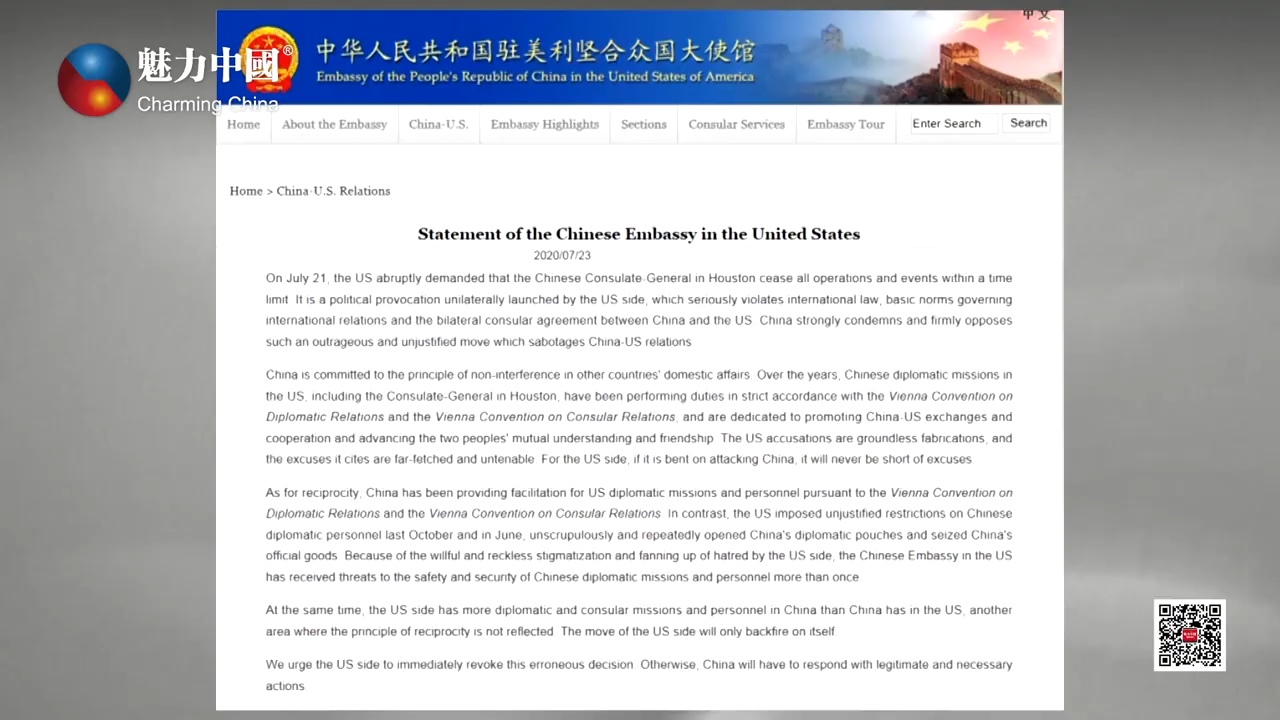 中文
魅力中國®
Charming China
中华人民共和国驻美利坚合众国大使馆
Embassy of the People's Republic of China in the United States of America
Home
About the Embassy
China-U.S.
Embassy Highlights
Sections
Consular Services
Embassy Tour
Enter Search
Search
Home > China-U.S. Relations
Statement of the Chinese Embassy in the United States
2020/07/23
On July 21, the US abruptly demanded that the Chinese Consulate-General in Houston cease all operations and events within a time
limit. It is a political provocation unilaterally launched by the US side, which seriously violates international law, basic norms governing
international relations and the bilateral consular agreement between China and the US. China strongly condemns and firmly opposes
such an outrageous and unjustified move which sabotages China-US relations.
China is committed to the principle of non-interference in other countries' domestic affairs. Over the years, Chinese diplomatic missions in
the US, including the Consulate-General in Houston, have been performing duties in strict accordance with the Vienna Convention on
Diplomatic Relations and the Vienna Convention on Consular Relations, and are dedicated to promoting China-US exchanges and
cooperation and advancing the two peoples' mutual understanding and friendship. The US accusations are groundless fabrications, and
the excuses it cites are far-fetched and untenable. For the US side, if it is bent on attacking China, it will never be short of excuses.
As for reciprocity, China has been providing facilitation for US diplomatic missions and personnel pursuant to the Vienna Convention on
Diplomatic Relations and the Vienna Convention on Consular Relations. In contrast, the US imposed unjustified restrictions on Chinese
diplomatic personnel last October and in June, unscrupulously and repeatedly opened China's diplomatic pouches and seized China's
official goods. Because of the willful and reckless stigmatization and fanning up of hatred by the US side, the Chinese Embassy in the US
has received threats to the safety and security of Chinese diplomatic missions and personnel more than once.
At the same time, the US side has more diplomatic and consular missions and personnel in China than China has in the US, another
area where the principle of reciprocity is not reflected. The move of the US side will only backfire on itself.
We urge the US side to immediately revoke this erroneous decision. Otherwise, China will have to respond with legitimate and necessary
actions.